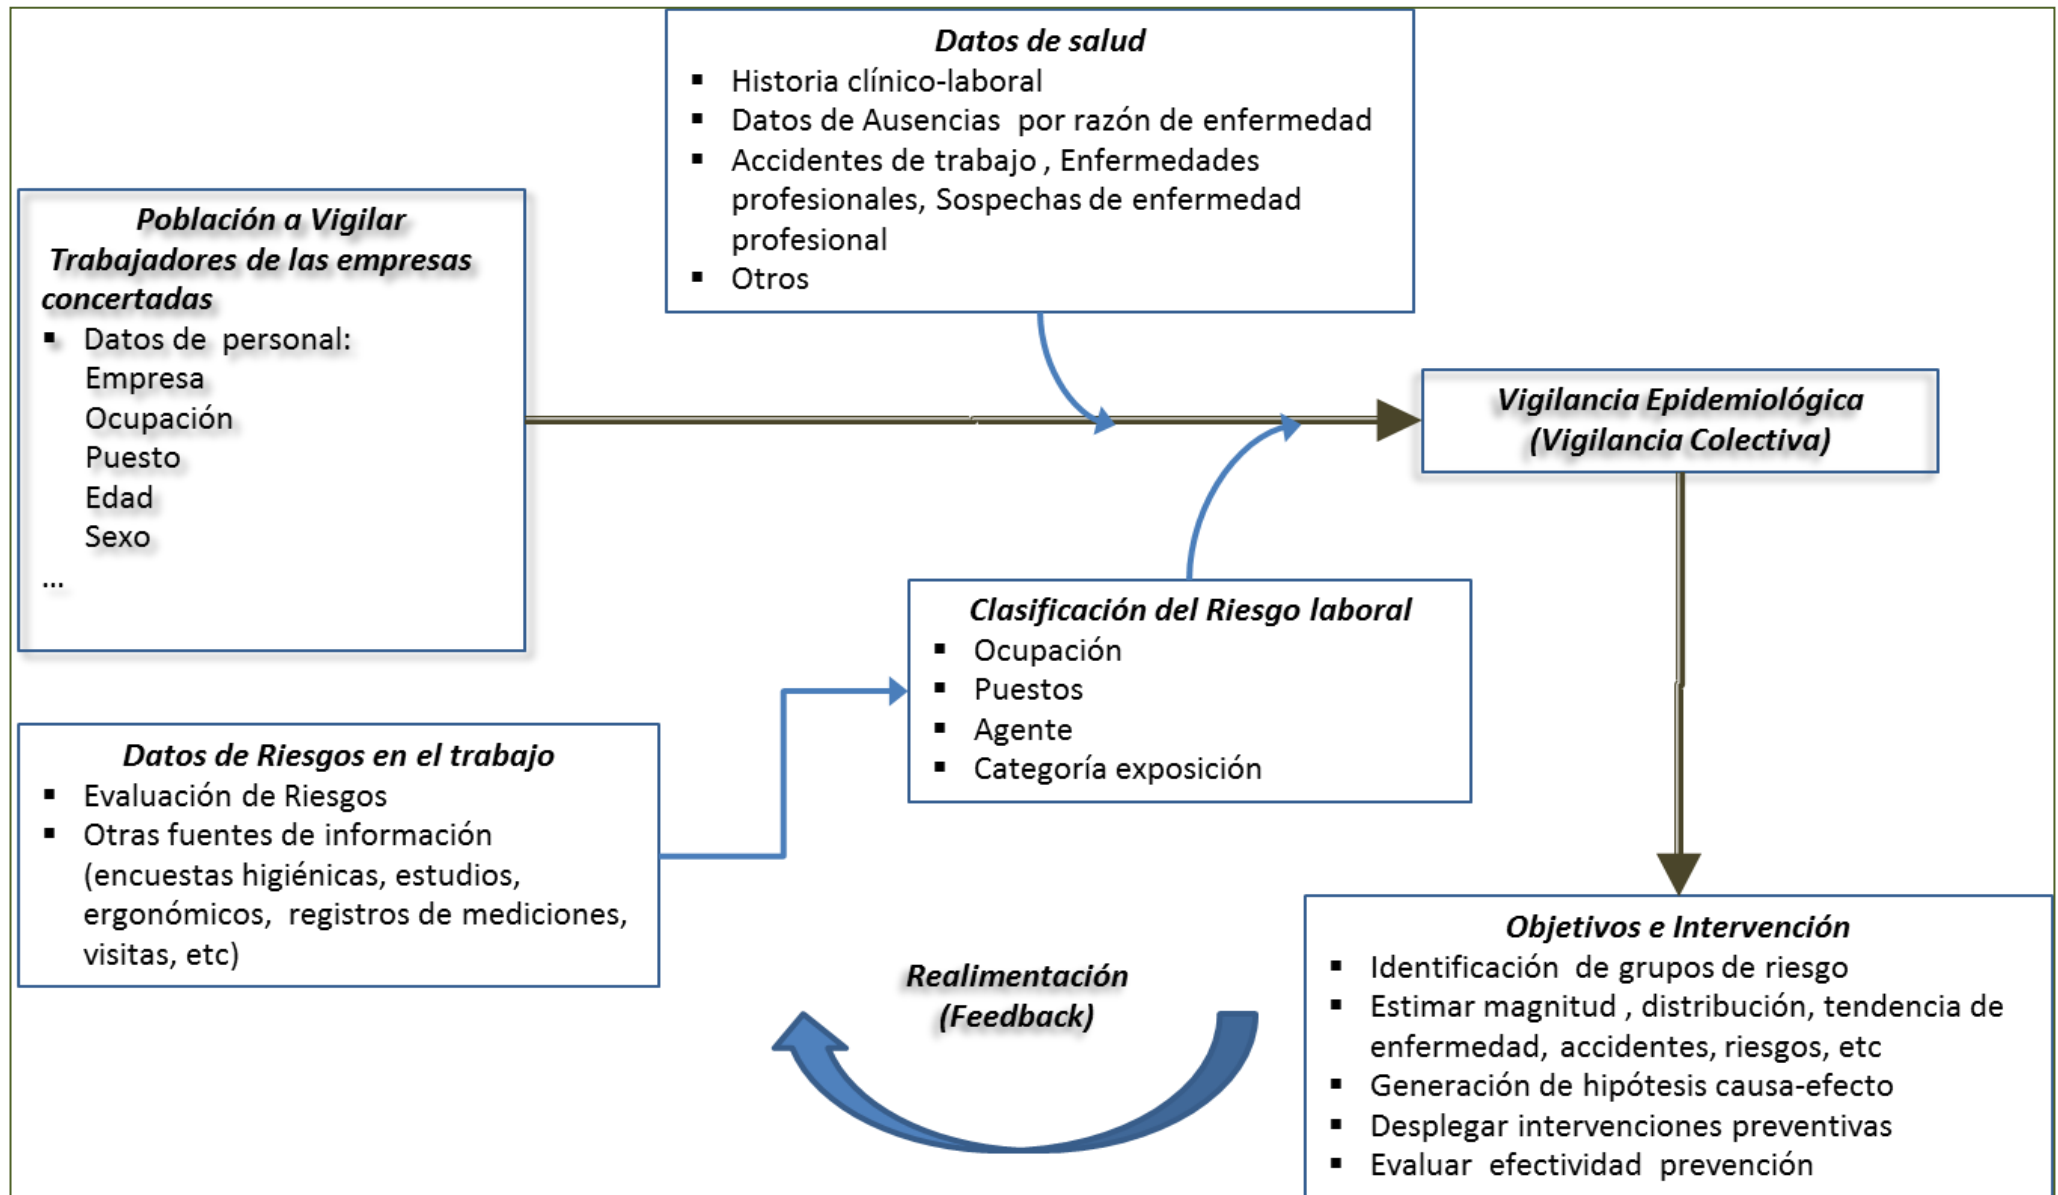 Datos de salud
▪ Historia clínico-laboral
▪ Datos de Ausencias por razón de enfermedad
▪ Accidentes de trabajo , Enfermedades
profesionales, Sospechas de enfermedad
profesional
▪ Otros
Población a Vigilar
Trabajadores de las empresas
concertadas
▪ Datos de personal:
Empresa
Ocupación
Puesto
Edad
Sexo
...
Vigilancia Epidemiológica
(Vigilancia Colectiva)
Clasificación del Riesgo laboral
▪ Ocupación
▪ Puestos
▪ Agente
▪ Categoría exposición
Datos de Riesgos en el trabajo
▪ Evaluación de Riesgos
▪ Otras fuentes de información
(encuestas higiénicas, estudios,
ergonómicos, registros de mediciones,
visitas, etc)
Realimentación
(Feedback)
Objetivos e Intervención
▪ Identificación de grupos de riesgo
▪ Estimar magnitud , distribución, tendencia de
enfermedad, accidentes, riesgos, etc
▪ Generación de hipótesis causa-efecto
▪ Desplegar intervenciones preventivas
▪ Evaluar efectividad prevención